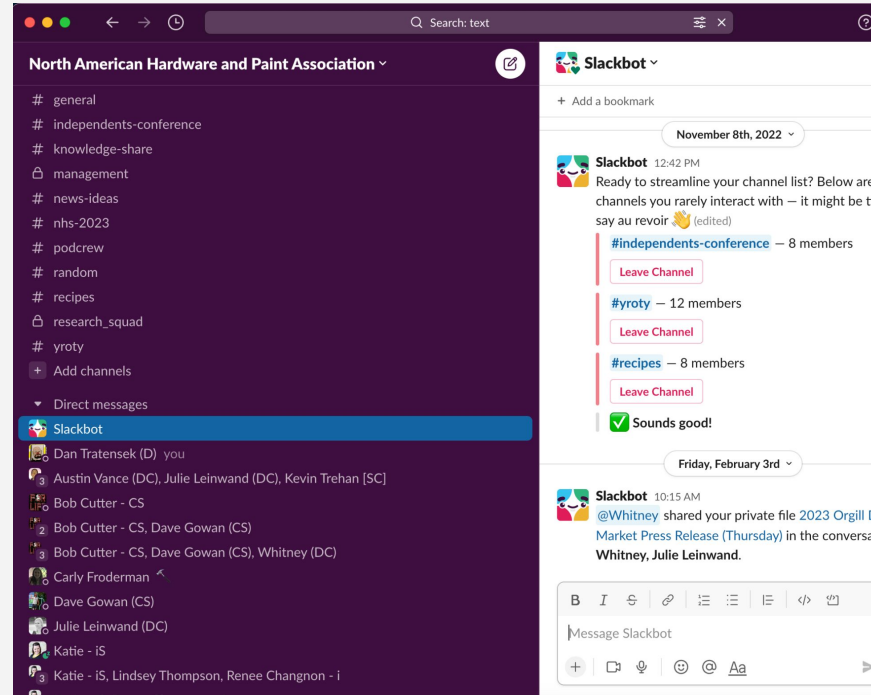 Search: text
North American Hardware and Paint Association
# general
# independents-conference
# knowledge-share
management
# news-ideas
# nhs-2023
# podcrew
# random
# recipes
research_squad
# yroty
+ Add channels
Direct messages
Slackbot
Dan Tratensek (D) you
3 Austin Vance (DC), Julie Leinwand (DC), Kevin Trehan [SC]
Bob Cutter - CS
2 Bob Cutter - CS, Dave Gowan (CS)
3 Bob Cutter - CS, Dave Gowan (CS), Whitney (DC)
Carly Froderman
Dave Gowan (CS)
Julie Leinwand (DC)
Katie - iS
3 Katie - iS, Lindsey Thompson, Renee Changnon - i
Slackbot
+ Add a bookmark
November 8th, 2022
Slackbot 12:42 PM
Ready to streamline your channel list? Below are
channels you rarely interact with — it might be t
say au revoir (edited)
#independents-conference — 8 members
Leave Channel
#yroty — 12 members
Leave Channel
#recipes — 8 members
Leave Channel
Sounds good!
Friday, February 3rd
Slackbot 10:15 AM
@Whitney shared your private file 2023 Orgill D
Market Press Release (Thursday) in the conversa
Whitney, Julie Leinwand.
B I S
Message Slackbot
+ @ Aa